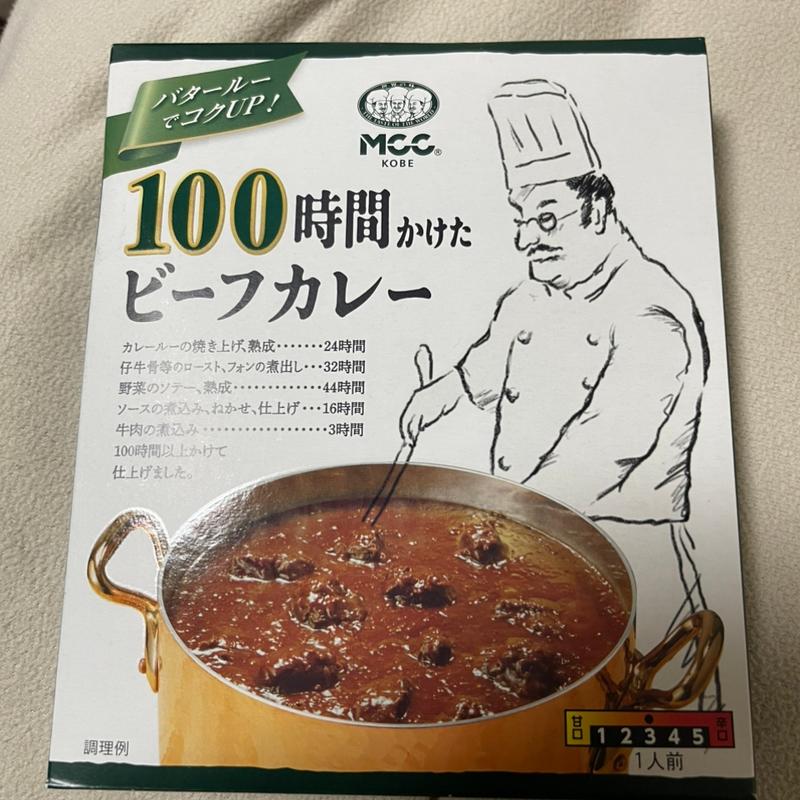 バタールー
でコクUP!
MCC®
KOBE
100時間かけた
ビーフカレー
カレールーの焼き上げ、熟成・・・・・・・24時間
仔牛骨等のロースト、フォンの煮出し・・・32時間
野菜のソテー、熟成・・・・・・・・・・・・・44時間
ソースの煮込み、ねかせ、仕上げ・・・16時間
牛肉の煮込み・・・・・・・・・・・・・・・・・・3時間
100時間以上かけて
仕上げました。
甘口 1 2 3 4 5 辛口
調理例
1人前